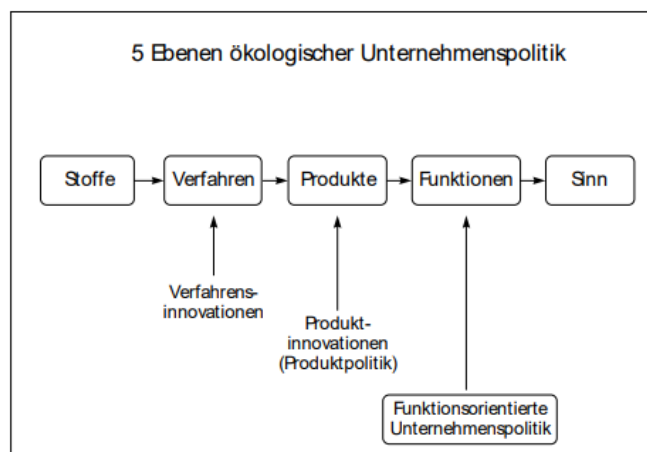 5 Ebenen ökologischer Unternehmenspolitik
Stoffe
Verfahren
Produkte
Funktionen
Sinn
Verfahrens-
innovationen
Produkt-
innovationen
(Produktpolitik)
Funktionsorientierte
Unternehmenspolitik